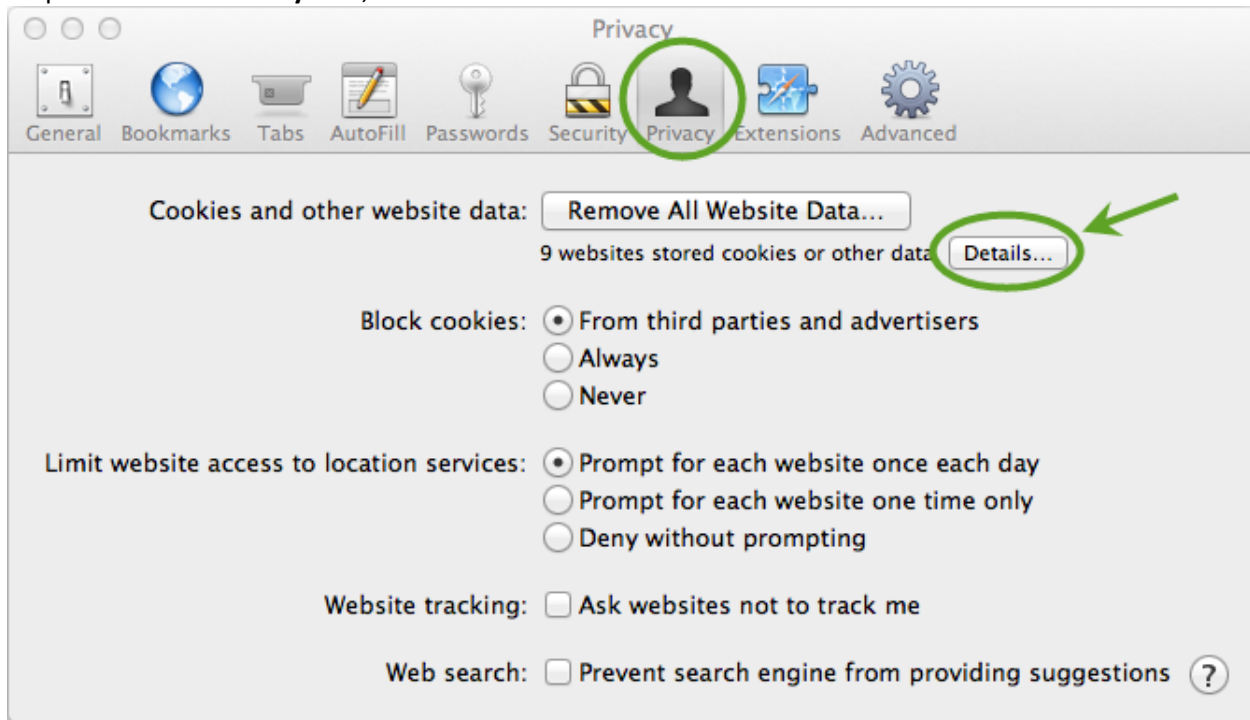 Privacy
General Bookmarks Tabs AutoFill Passwords Security Privacy Extensions Advanced
Cookies and other website data: Remove All Website Data...
9 websites stored cookies or other data Details...
Block cookies: From third parties and advertisers
Always
Never
Limit website access to location services: Prompt for each website once each day
Prompt for each website one time only
Deny without prompting
Website tracking: Ask websites not to track me
Web search: Prevent search engine from providing suggestions ?